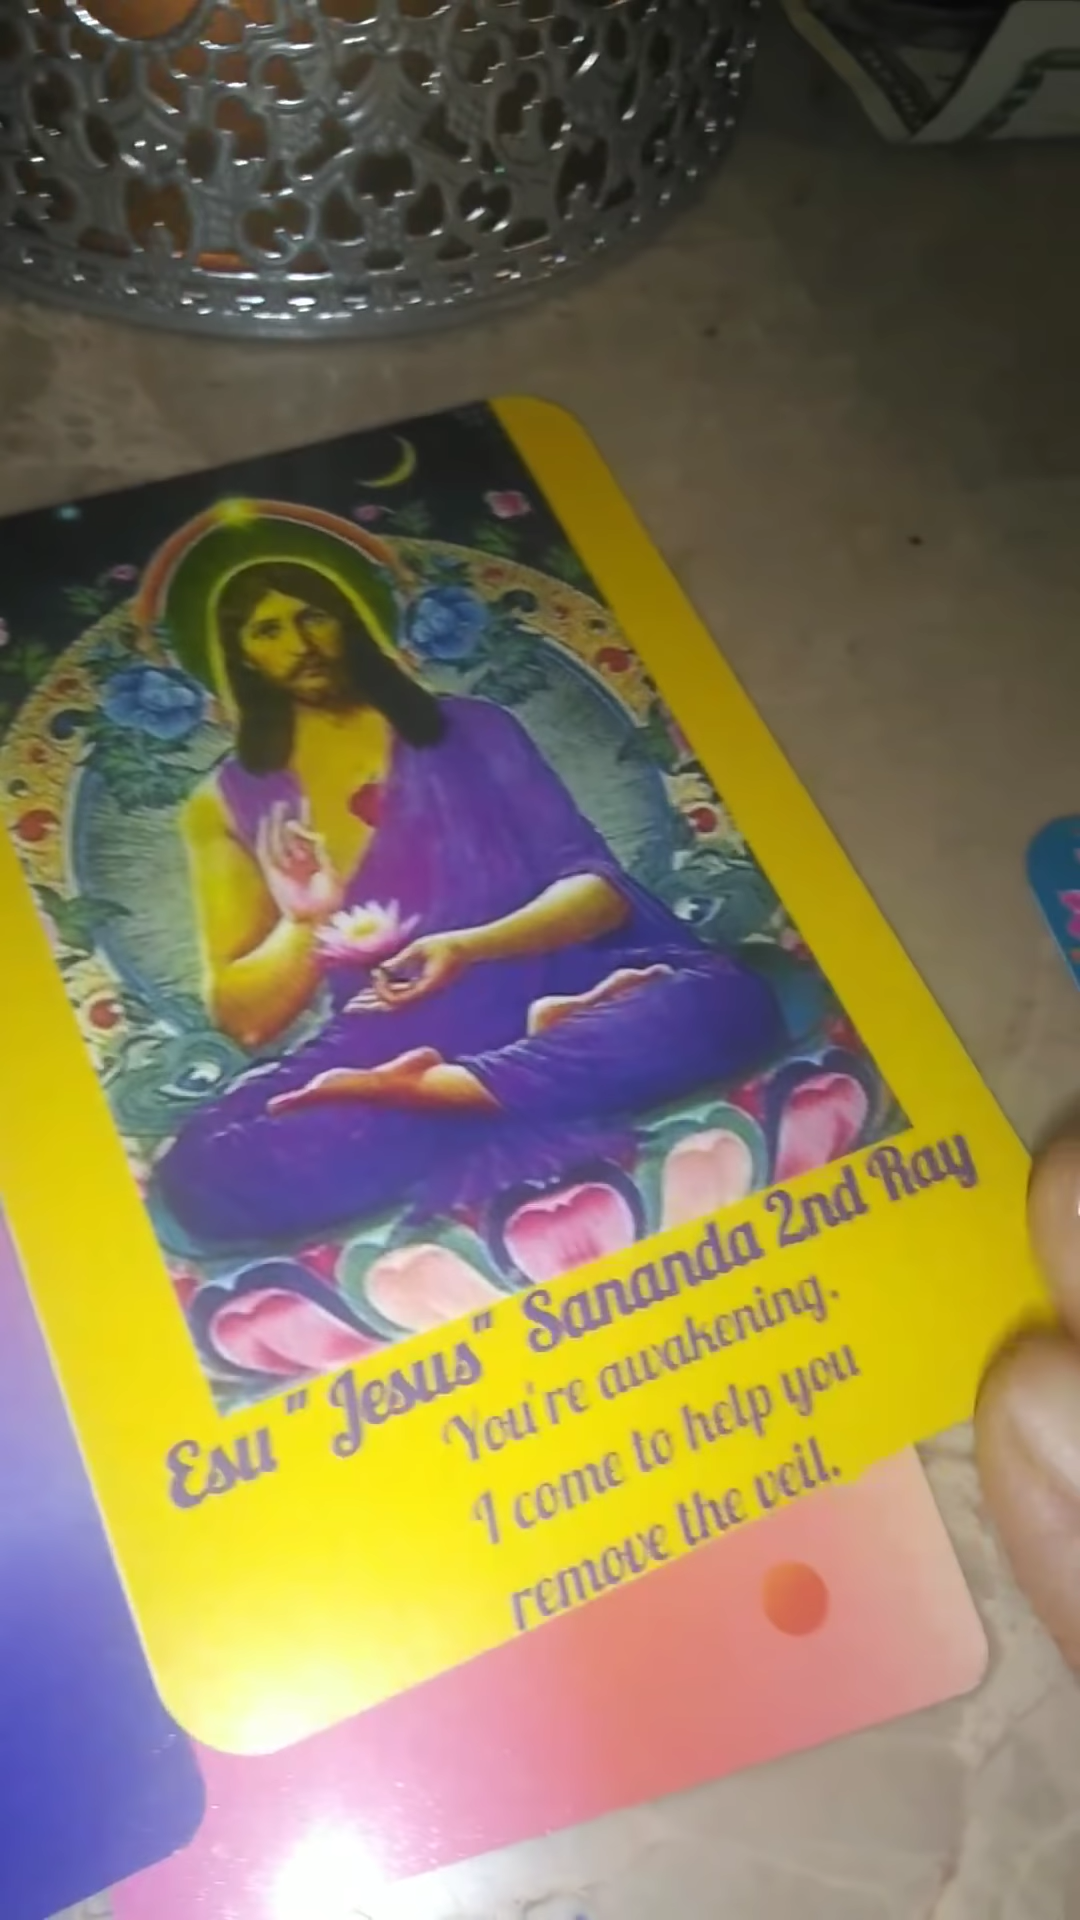 Esu "Jesus" Sananda 2nd Ray
You're awakening.
I come to help you
remove the veil.